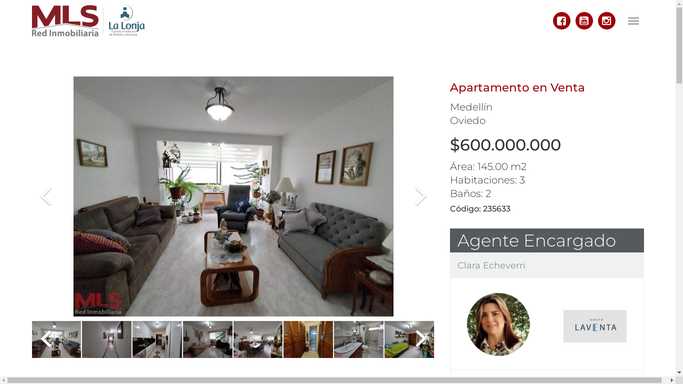 MLS
Red Inmobiliaria
La Lonja
Apartamento en Venta
Medellín
Oviedo
$600.000.000
Área: 145.00 m2
Habitaciones: 3
Baños: 2
Código: 235633
MLS
Red Inmobiliaria
Agente Encargado
Clara Echeverri
LAVENTA